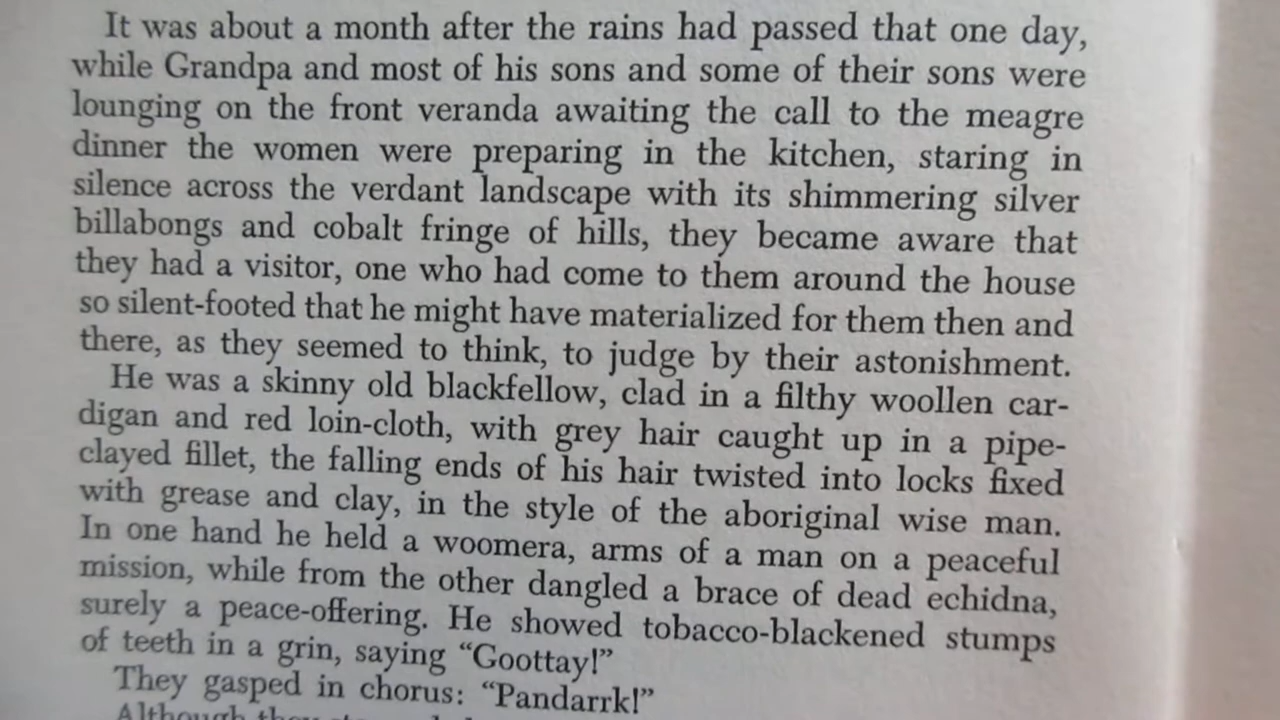 It was about a month after the rains had passed that one day,
while Grandpa and most of his sons and some of their sons were
lounging on the front veranda awaiting the call to the meagre
dinner the women were preparing in the kitchen, staring in
silence across the verdant landscape with its shimmering silver
billabongs and cobalt fringe of hills, they became aware that
they had a visitor, one who had come to them around the house
so silent-footed that he might have materialized for them then and
there, as they seemed to think, to judge by their astonishment.
He was a skinny old blackfellow, clad in a filthy woollen car-
digan and red loin-cloth, with grey hair caught up in a pipe-
clayed fillet, the falling ends of his hair twisted into locks fixed
with grease and clay, in the style of the aboriginal wise man.
In one hand he held a woomera, arms of a man on a peaceful
mission, while from the other dangled a brace of dead echidna,
surely a peace-offering. He showed tobacco-blackened stumps
of teeth in a grin, saying “Goottay!”
They gasped in chorus: “Pandarrk!”
Although they